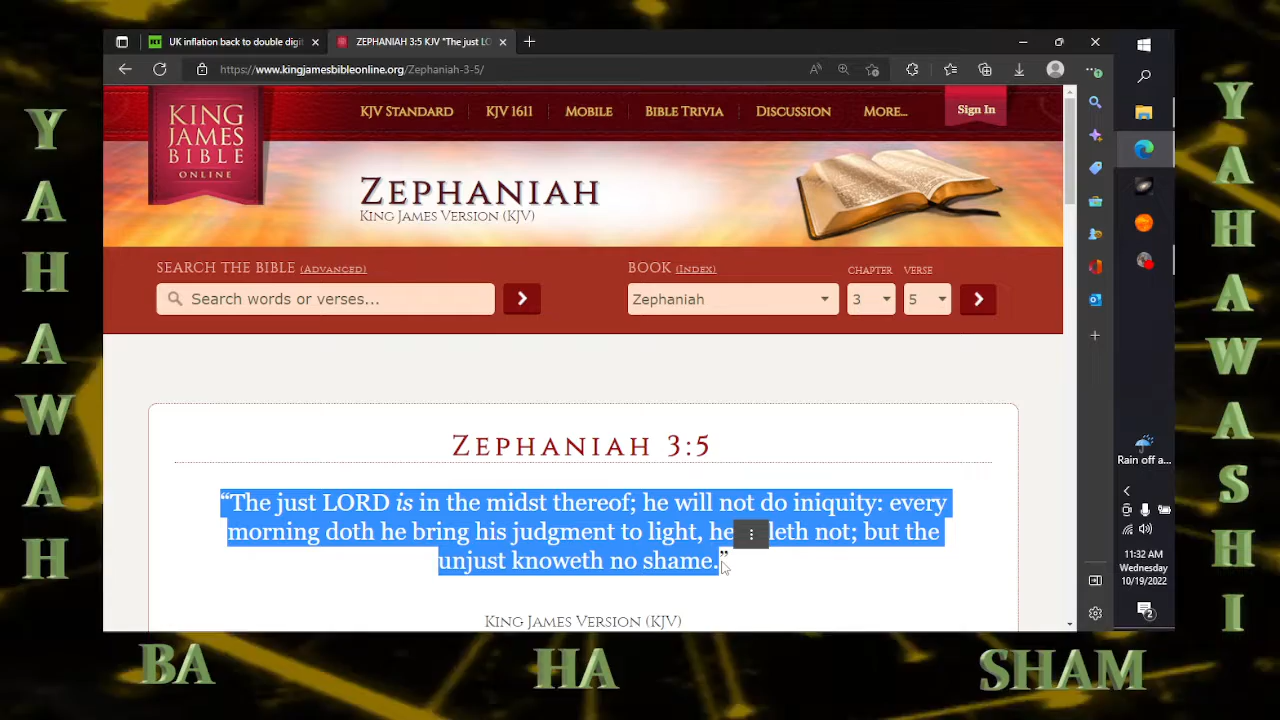 UK inflation back to double digit
ZEPHANIAH 3:5 KJV "The just LO
https://www.kingjamesbibleonline.org/Zephaniah-3-5/
KING
JAMES
BIBLE
ONLINE
KJV STANDARD
KJV 1611
MOBILE
BIBLE TRIVIA
DISCUSSION
MORE...
Sign In
ZEPHANIAH
KING JAMES VERSION (KJV)
SEARCH THE BIBLE (ADVANCED)
Search words or verses...
BOOK (INDEX)
CHAPTER
VERSE
Zephaniah
3
5
ZEPHANIAH 3:5
“The just LORD is in the midst thereof; he will not do iniquity: every
morning doth he bring his judgment to light, he leth not; but the
unjust knoweth no shame.”
KING JAMES VERSION (KJV)
Rain off a...
11:32 AM
Wednesday
10/19/2022
2
YAHAWAH
YAHAWASHI
BA HA SHAM